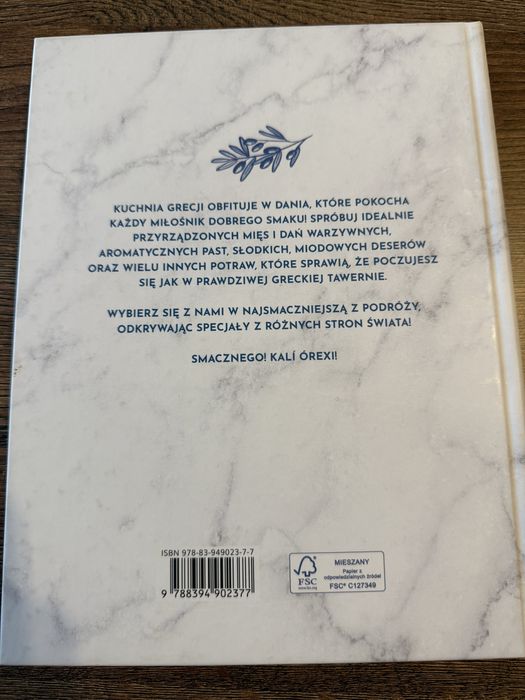 KUCHNIA GRECJI OBFITUJE W DANIA, KTÓRE POKOCHA
KAŻDY MIŁOŚNIK DOBREGO SMAKU! SPRÓBUJ IDEALNIE
PRZYRZĄDZONYCH MIĘS I DAŃ WARZYWNYCH,
AROMATYCZNYCH PAST, SŁODKICH, MIODOWYCH DESERÓW
ORAZ WIELU INNYCH POTRAW, KTÓRE SPRAWIĄ, ŻE POCZUJESZ
SIĘ JAK W PRAWDZIWEJ GRECKIEJ TAWERNIE.
WYBIERZ SIĘ Z NAMI W NAJSMACZNIEJSZĄ Z PODRÓŻY,
ODKRYWAJĄC SPECJAŁY Z RÓŻNYCH STRON ŚWIATA!
SMACZNEGO! KALÍ ÓREXI!
ISBN 978-83-949023-7-7
9 788394 902377
FSC
www.fsc.org
MIESZANY
Papier z
odpowiedzialnych źródeł
FSC® C127349